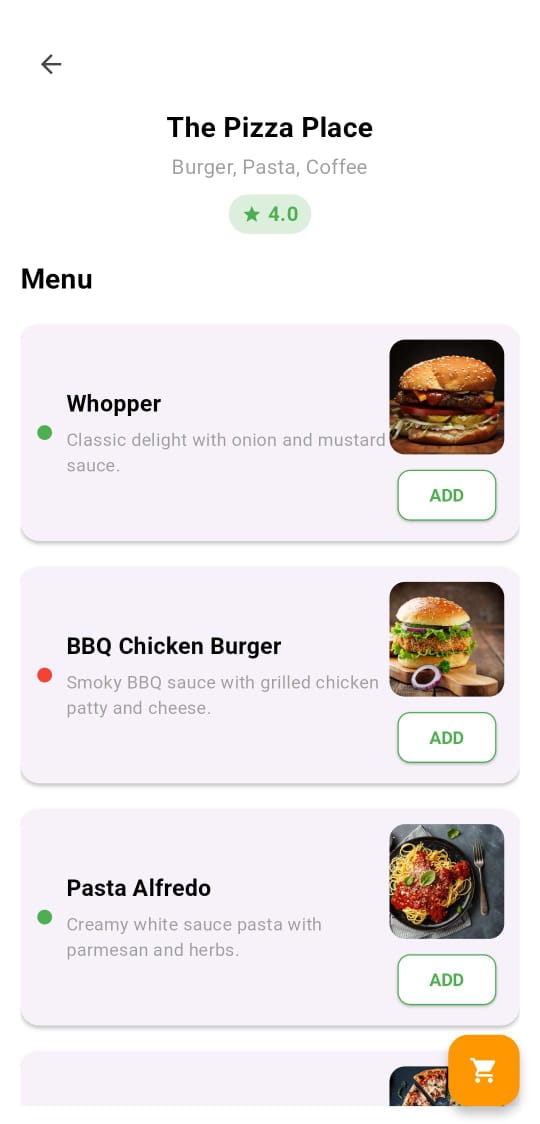 The Pizza Place
Burger, Pasta, Coffee
4.0
Menu
Whopper
Classic delight with onion and mustard
sauce.
ADD
BBQ Chicken Burger
Smoky BBQ sauce with grilled chicken
patty and cheese.
ADD
Pasta Alfredo
Creamy white sauce pasta with
parmesan and herbs.
ADD